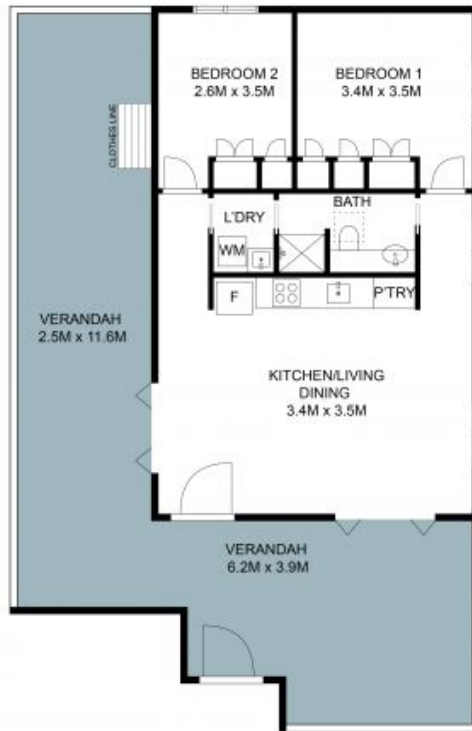 BEDROOM 2
2.6M x 3.5M
BEDROOM 1
3.4M x 3.5M
CLOTHES LINE
BATH
L'DRY
WM
F
P'TRY
VERANDAH
2.5M x 11.6M
KITCHEN/LIVING
DINING
3.4M x 3.5M
VERANDAH
6.2M x 3.9M